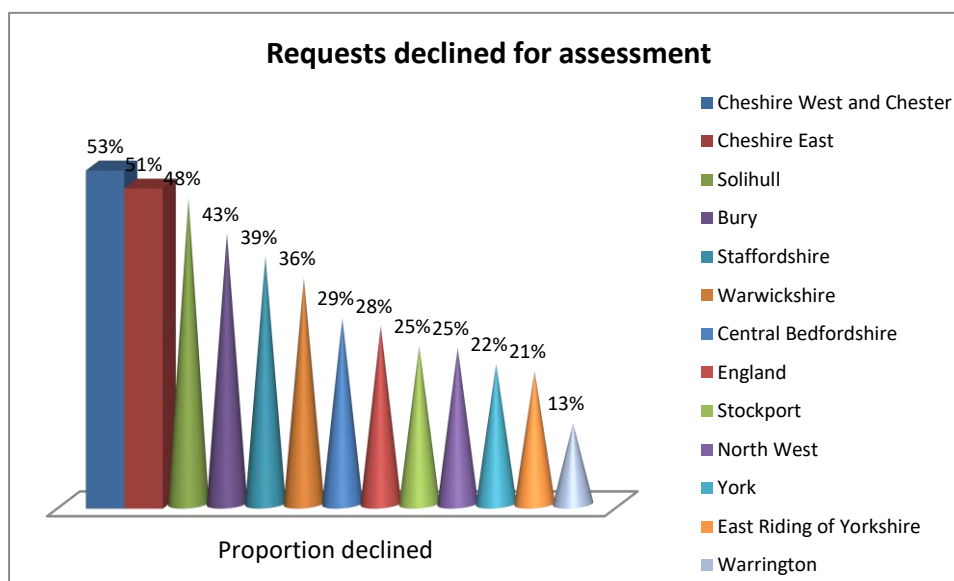 Requests declined for assessment
53%
51%
48%
43%
39%
36%
29%
28%
25%
25%
22%
21%
13%
Proportion declined
Cheshire West and Chester
Cheshire East
Solihull
Bury
Staffordshire
Warwickshire
Central Bedfordshire
England
Stockport
North West
York
East Riding of Yorkshire
Warrington